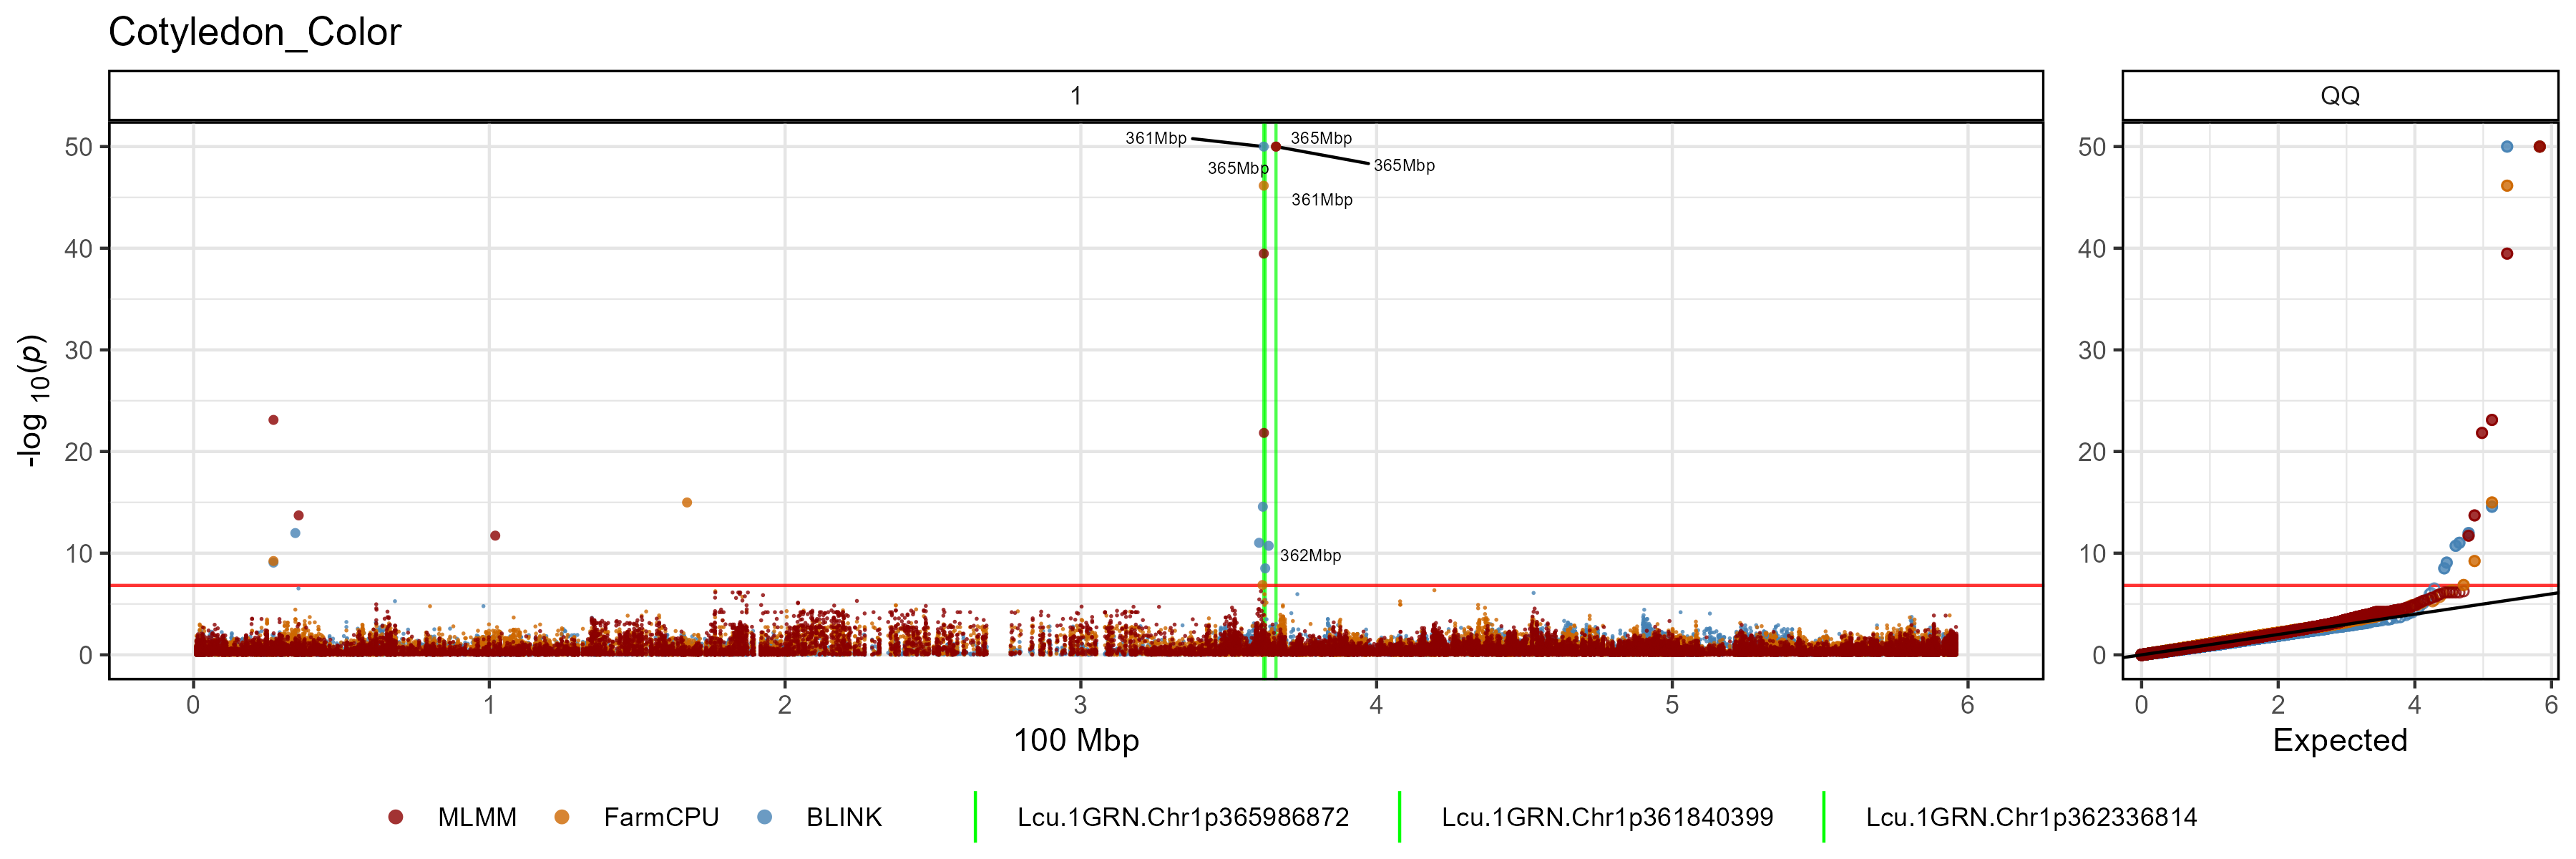 Cotyledon_Color
1
QQ
361Mbp
365Mbp
365Mbp
365Mbp
361Mbp
362Mbp
-log 10(p)
50
40
30
20
10
0
0 1 2 3 4 5 6
100 Mbp
50
40
30
20
10
0
0 2 4 6
Expected
MLMM FarmCPU BLINK Lcu.1GRN.Chr1p365986872 Lcu.1GRN.Chr1p361840399 Lcu.1GRN.Chr1p362336814